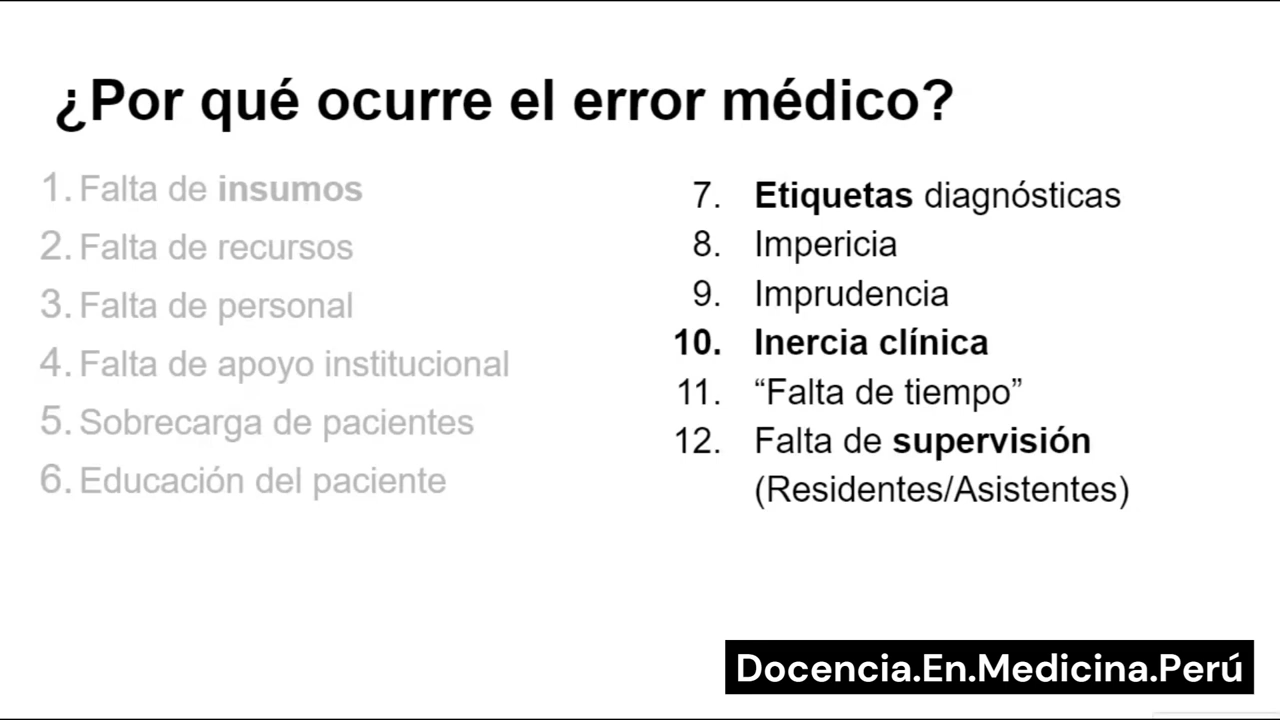 ¿Por qué ocurre el error médico?
1. Falta de insumos
2. Falta de recursos
3. Falta de personal
4. Falta de apoyo institucional
5. Sobrecarga de pacientes
6. Educación del paciente
7. Etiquetas diagnósticas
8. Impericia
9. Imprudencia
10. Inercia clínica
11. “Falta de tiempo”
12. Falta de supervisión
(Residentes/Asistentes)
Docencia.En.Medicina.Perú